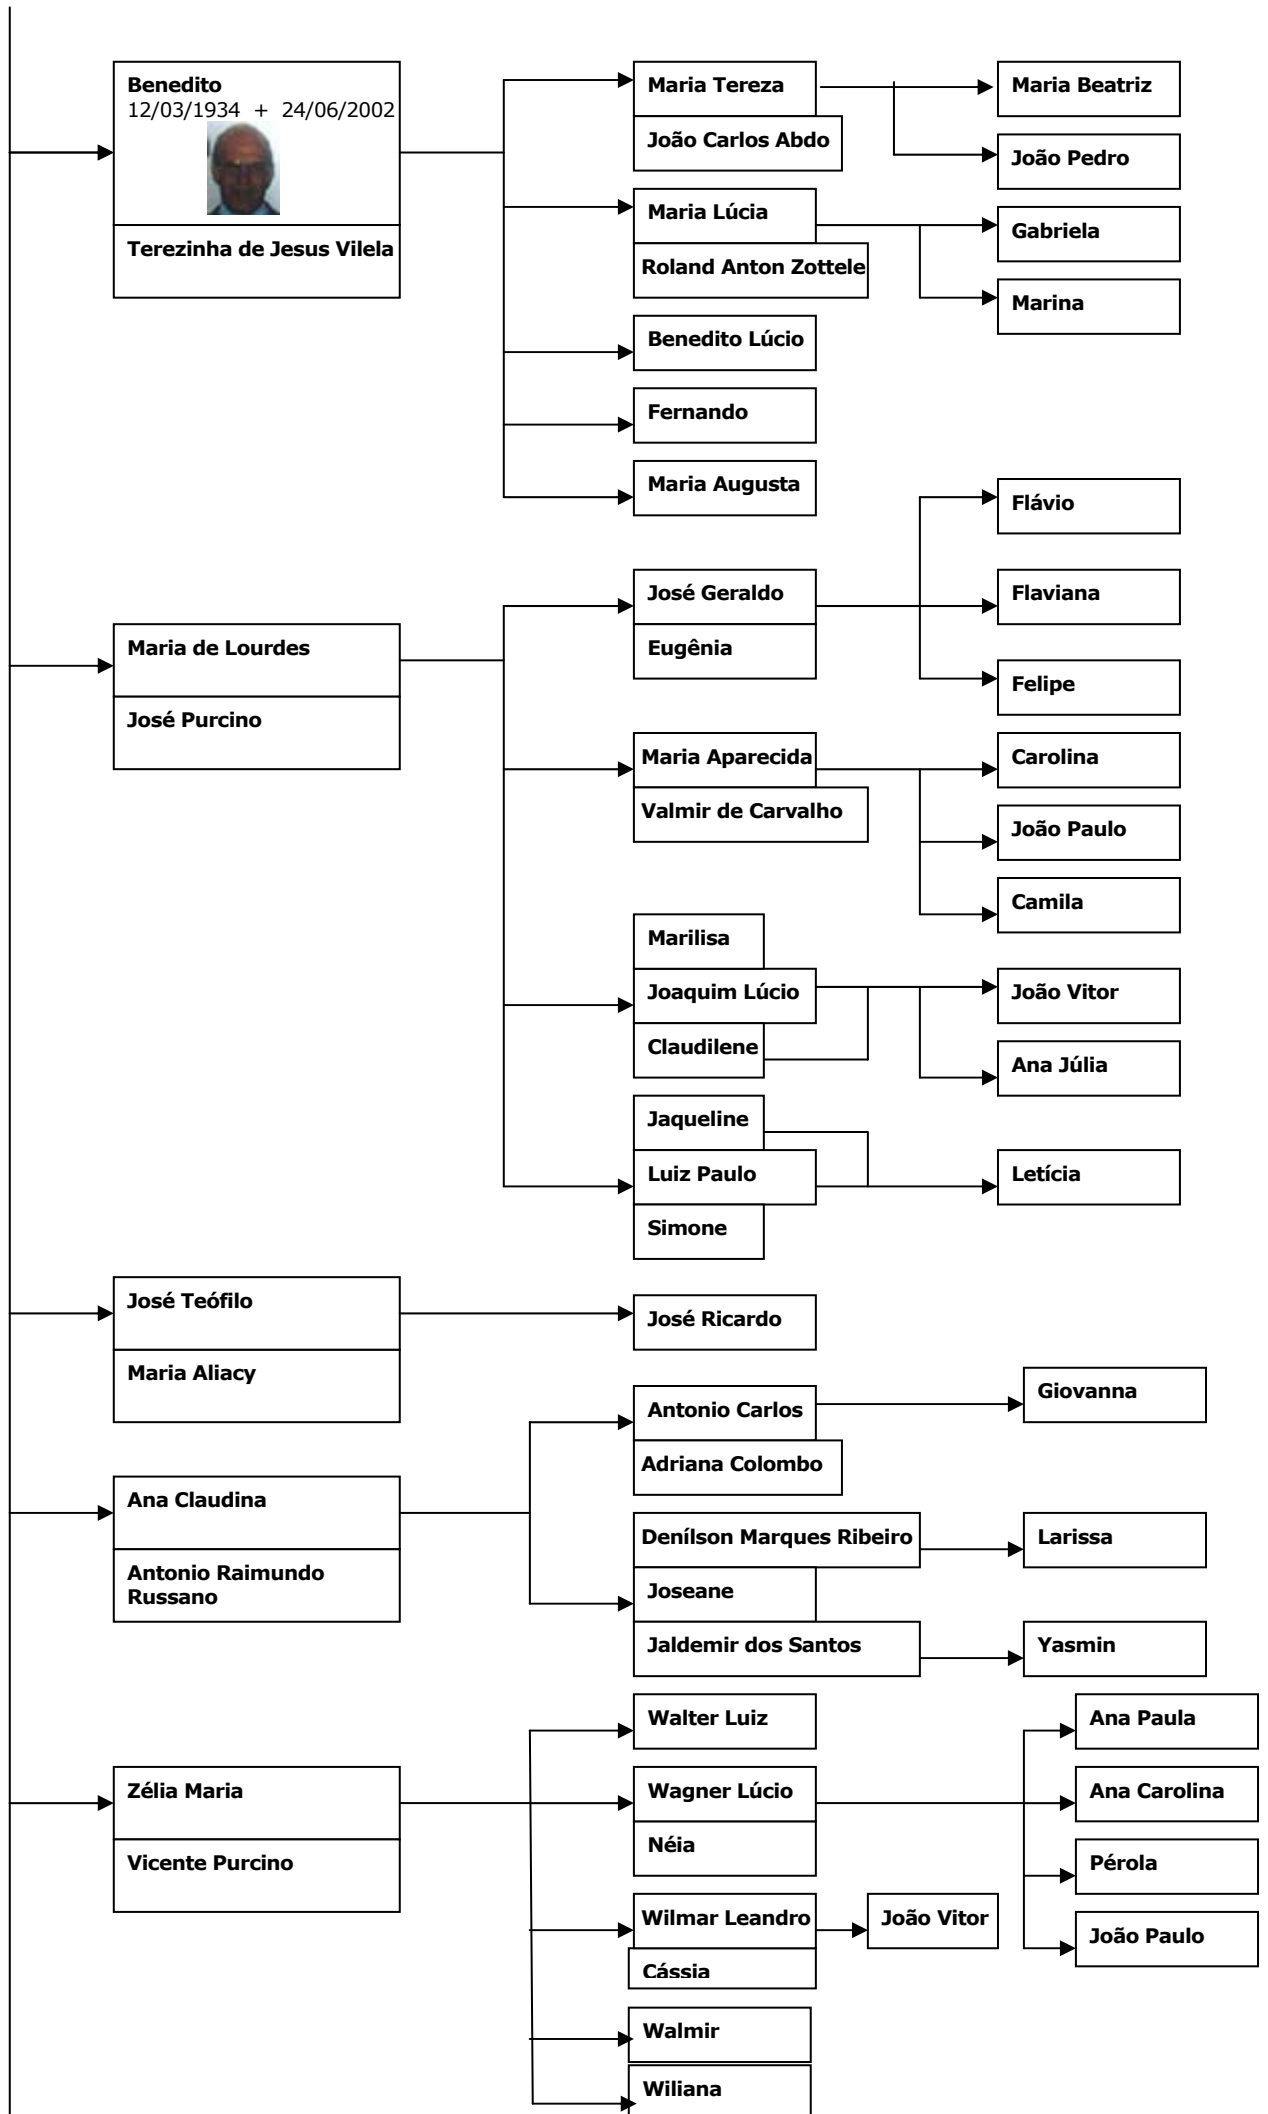 Benedito
12/03/1934 + 24/06/2002
Terezinha de Jesus Vilela
Maria Tereza
João Carlos Abdo
Maria Beatriz
João Pedro
Maria Lúcia
Roland Anton Zottele
Gabriela
Marina
Benedito Lúcio
Fernando
Maria Augusta
Maria de Lourdes
José Purcino
José Geraldo
Eugênia
Flávio
Flaviana
Felipe
Maria Aparecida
Valmir de Carvalho
Carolina
João Paulo
Camila
Marilisa
Joaquim Lúcio
Claudilene
João Vitor
Ana Júlia
Jaqueline
Luiz Paulo
Simone
Letícia
José Teófilo
Maria Aliacy
José Ricardo
Ana Claudina
Antonio Raimundo
Russano
Antonio Carlos
Adriana Colombo
Giovanna
Denílson Marques Ribeiro
Joseane
Jaldemir dos Santos
Larissa
Yasmin
Zélia Maria
Vicente Purcino
Walter Luiz
Wagner Lúcio
Néia
Ana Paula
Ana Carolina
Pérola
João Paulo
Wilmar Leandro
Cássia
João Vitor
Walmir
Wiliana